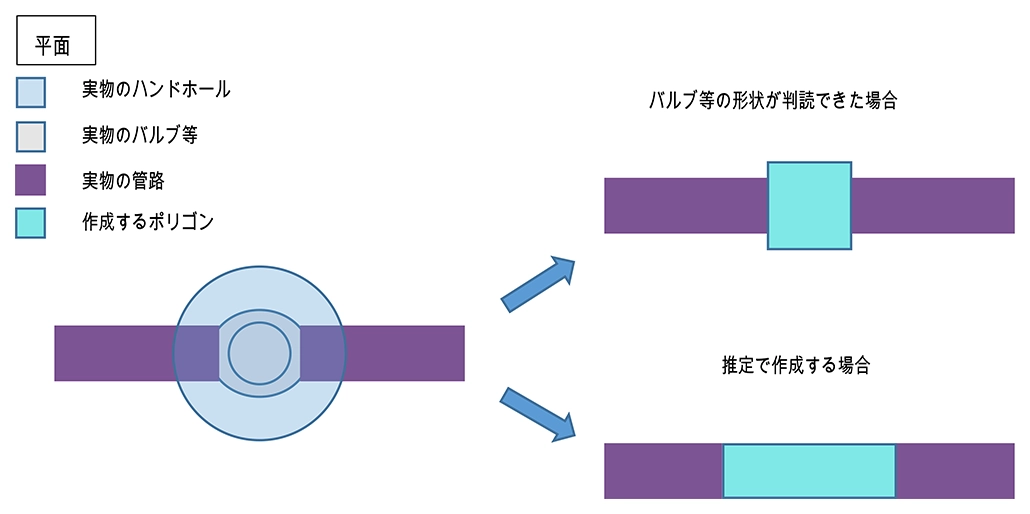 平面
実物のハンドホール
実物のバルブ等
実物の管路
作成するポリゴン
バルブ等の形状が判読できた場合
推定で作成する場合